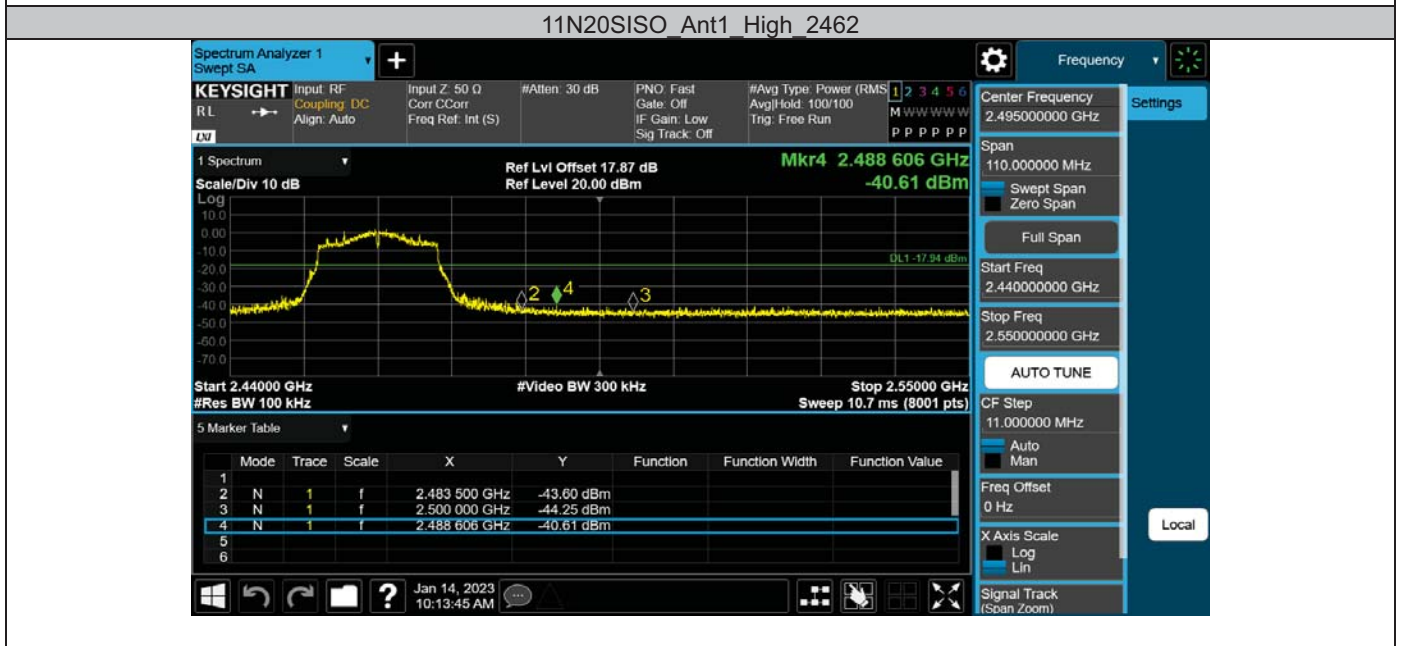 11N20SISO_Ant1_High_2462
Spectrum Analyzer 1
Swept SA
+
Frequency
KEYSIGHT
RL
LXI
Input: RF
Coupling: DC
Align: Auto
Input Z: 50 Ω
Corr CCorr
Freq Ref: Int (S)
#Atten: 30 dB
PNO: Fast
Gate: Off
IF Gain: Low
Sig Track: Off
#Avg Type: Power (RMS
Avg|Hold: 100/100
Trig: Free Run
1 2 3 4 5 6
M W W W W W
P P P P P P
1 Spectrum
Scale/Div 10 dB
Ref Lvl Offset 17.87 dB
Ref Level 20.00 dBm
Mkr4 2.488 606 GHz
-40.61 dBm
Log
10.0
0.00
-10.0
-20.0
-30.0
-40.0
-50.0
-60.0
-70.0
DL1 -17.94 dBm
2
4
3
Start 2.44000 GHz
#Res BW 100 kHz
#Video BW 300 kHz
Stop 2.55000 GHz
Sweep 10.7 ms (8001 pts)
5 Marker Table
Mode Trace Scale X Y Function Function Width Function Value
1
2 N 1 f 2.483 500 GHz -43.60 dBm
3 N 1 f 2.500 000 GHz -44.25 dBm
4 N 1 f 2.488 606 GHz -40.61 dBm
5
6
Center Frequency
2.495000000 GHz
Span
110.000000 MHz
Swept Span
Zero Span
Full Span
Start Freq
2.440000000 GHz
Stop Freq
2.550000000 GHz
AUTO TUNE
CF Step
11.000000 MHz
Auto
Man
Freq Offset
0 Hz
X Axis Scale
Log
Lin
Signal Track
(Span Zoom)
Settings
Local
?
Jan 14, 2023
10:13:45 AM